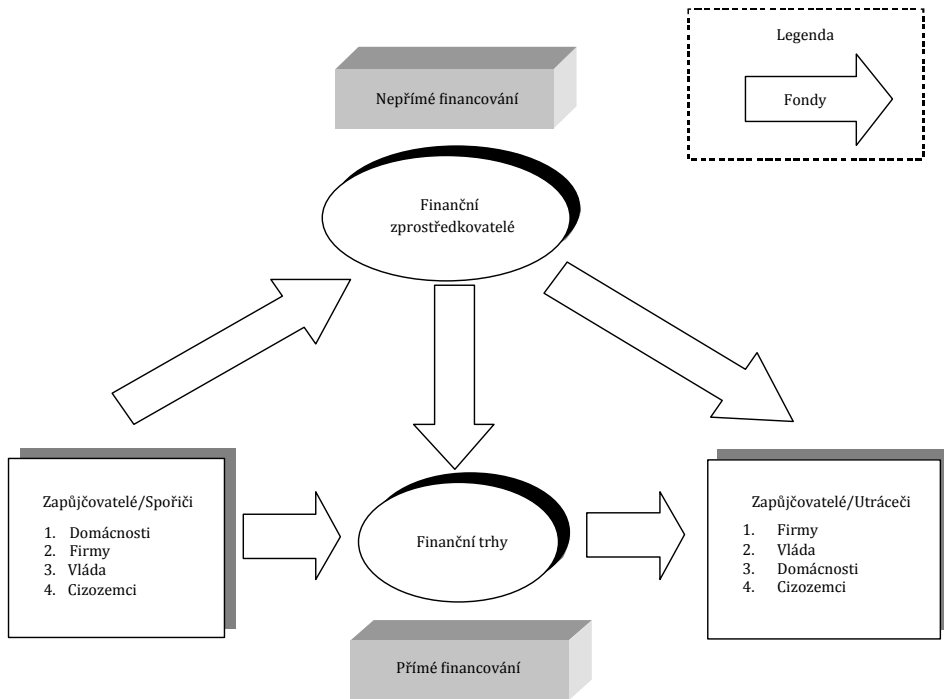 Legenda
Fondy
Nepřímé financování
Finanční
zprostředkovatelé
Zapůjčovatelé/Spořiči
1. Domácnosti
2. Firmy
3. Vláda
4. Cizozemci
Finanční trhy
Zapůjčovatelé/Utráceči
1. Firmy
2. Vláda
3. Domácnosti
4. Cizozemci
Přímé financování